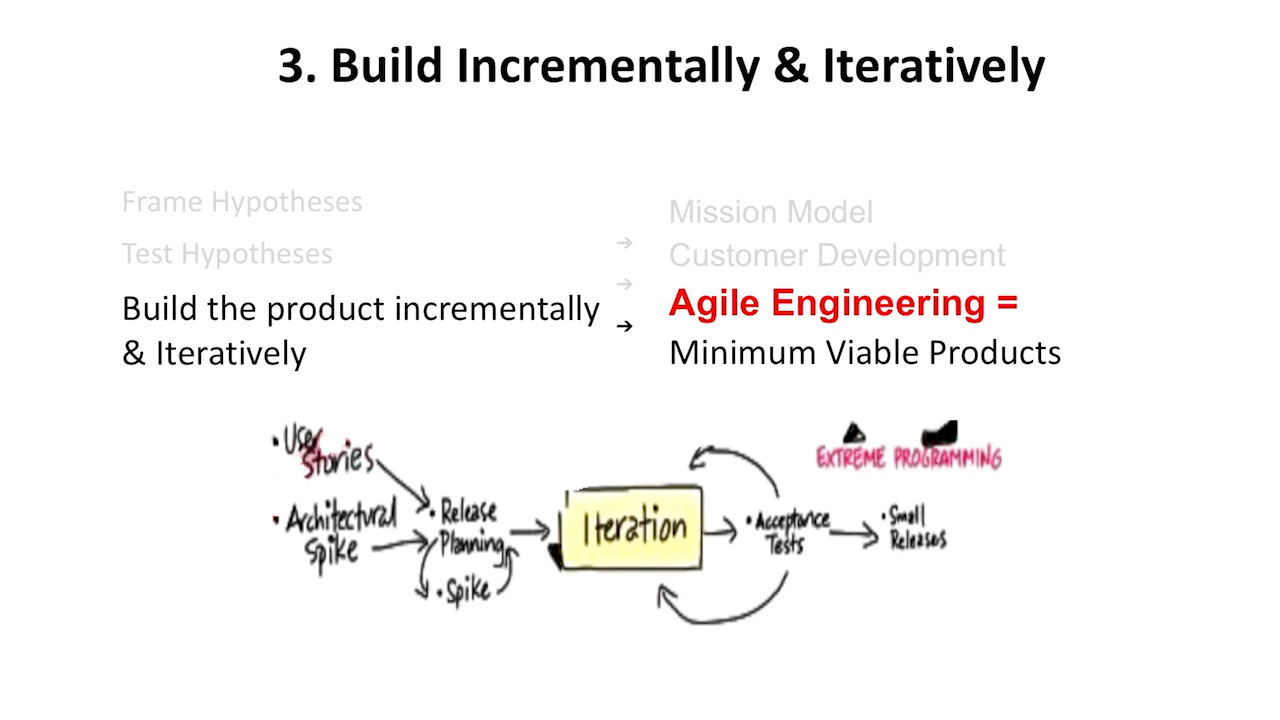 3. Build Incrementally & Iteratively
Frame Hypotheses
Test Hypotheses
Build the product incrementally
& Iteratively
→
→
→
Mission Model
Customer Development
Agile Engineering =
Minimum Viable Products
• User
Stories
• Architectural
Spike
• Release
Planning
• Spike
Iteration
• Acceptance
Tests
EXTREME PROGRAMMING
• Small
Releases